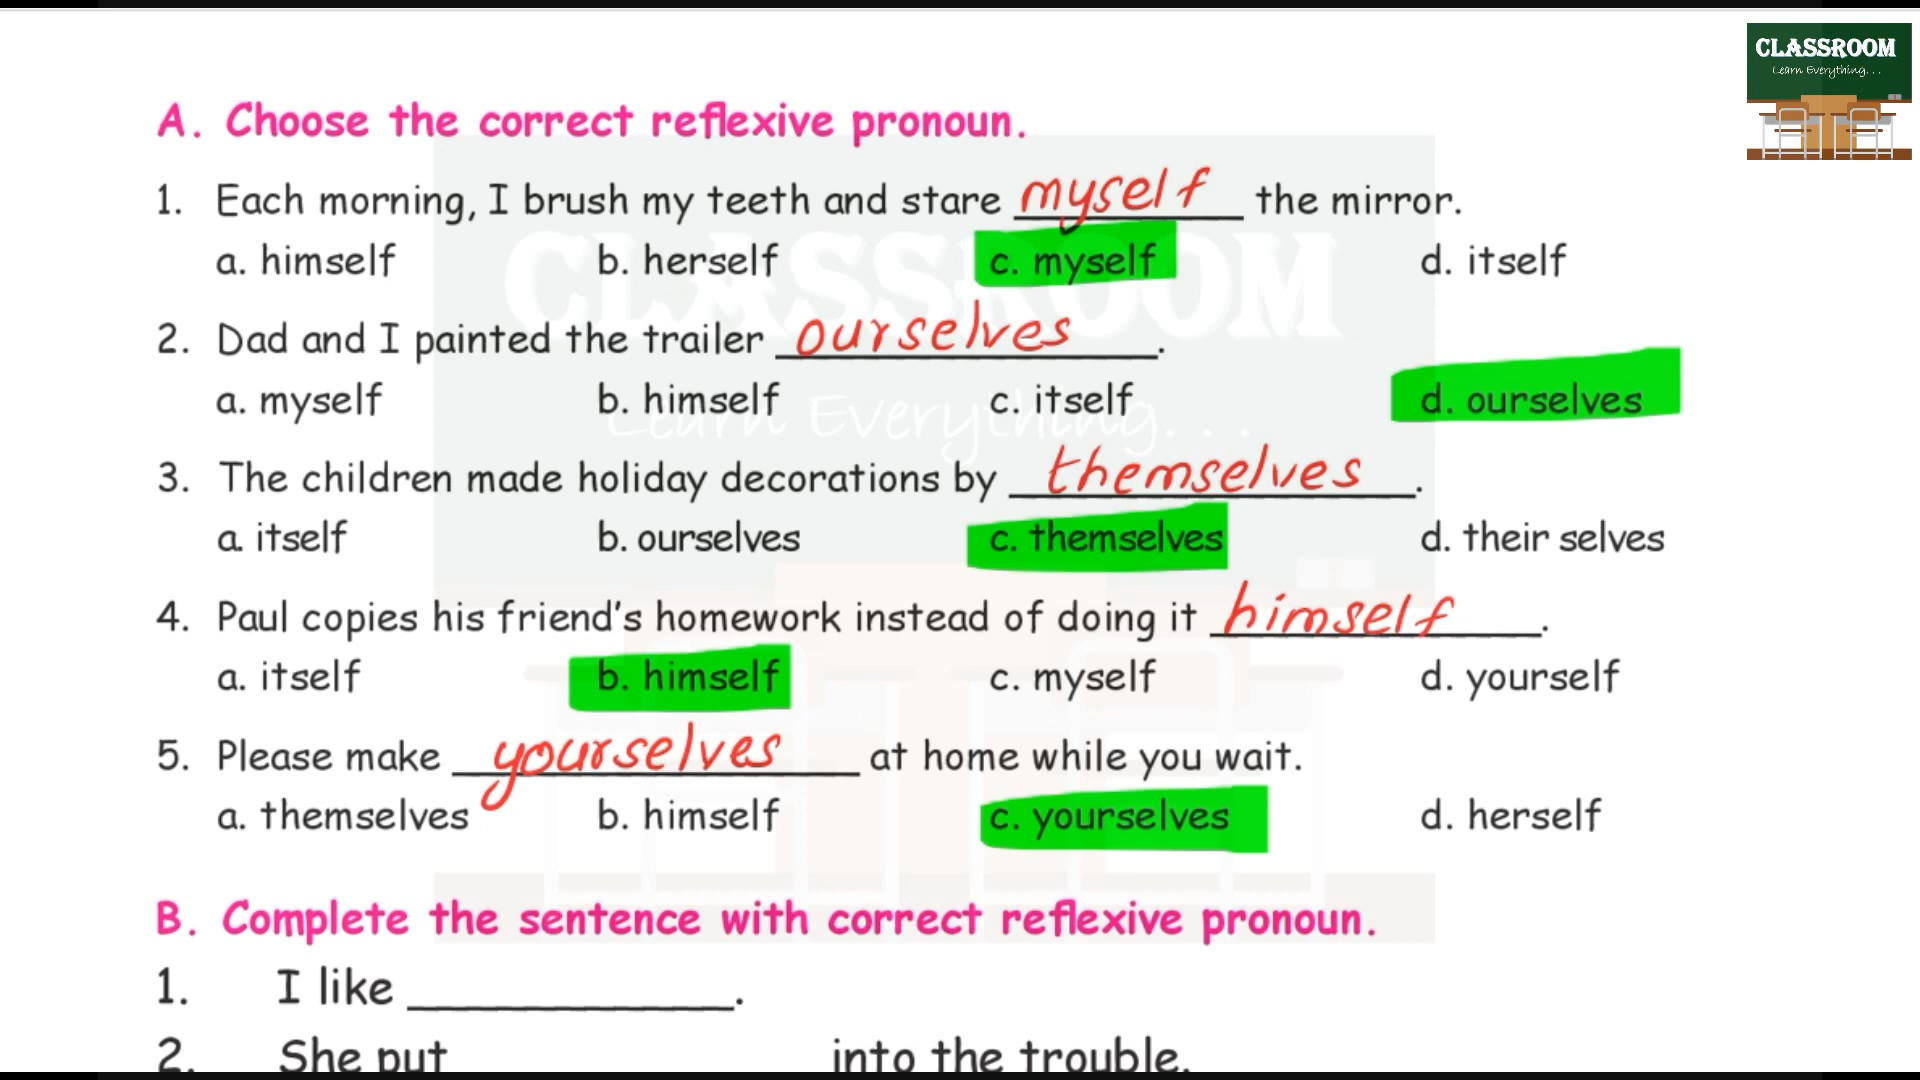 CLASSROOM
Learn Everything...
A. Choose the correct reflexive pronoun.
1. Each morning, I brush my teeth and stare myself the mirror.
a. himself b. herself c. myself d. itself
2. Dad and I painted the trailer ourselves.
a. myself b. himself c. itself d. ourselves
3. The children made holiday decorations by themselves.
a. itself b. ourselves c. themselves d. their selves
4. Paul copies his friend's homework instead of doing it himself.
a. itself b. himself c. myself d. yourself
5. Please make yourselves at home while you wait.
a. themselves b. himself c. yourselves d. herself
B. Complete the sentence with correct reflexive pronoun.
1. I like ____________.
2. She put into the trouble.
CLASSROOM
Learn Everything...